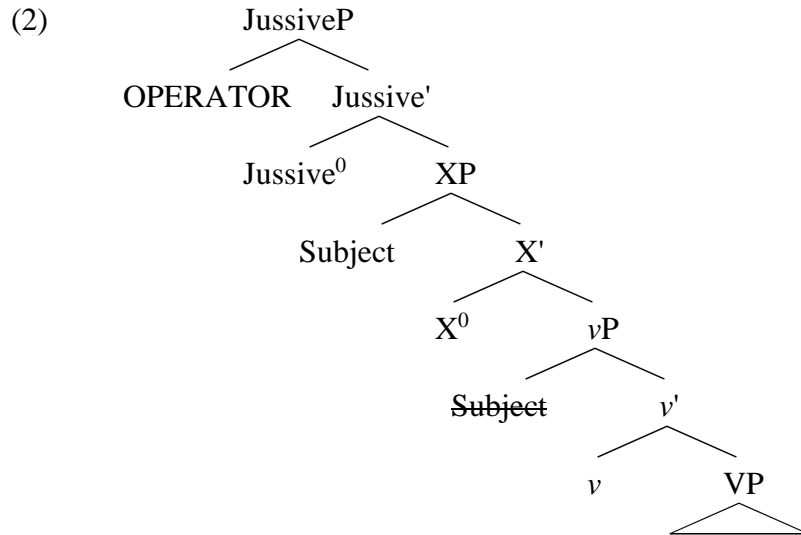 (2) JussiveP
OPERATOR Jussive'
Jussive⁰ XP
Subject X'
X⁰ vP
Subject v'
v VP